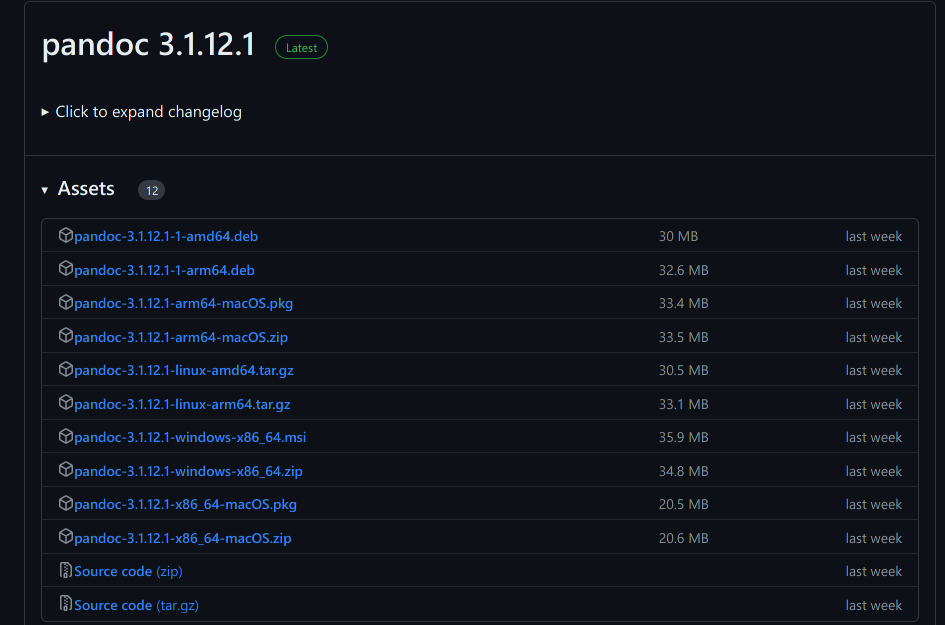 pandoc 3.1.12.1 Latest
Click to expand changelog
Assets 12
pandoc-3.1.12.1-1-amd64.deb 30 MB last week
pandoc-3.1.12.1-1-arm64.deb 32.6 MB last week
pandoc-3.1.12.1-arm64-macOS.pkg 33.4 MB last week
pandoc-3.1.12.1-arm64-macOS.zip 33.5 MB last week
pandoc-3.1.12.1-linux-amd64.tar.gz 30.5 MB last week
pandoc-3.1.12.1-linux-arm64.tar.gz 33.1 MB last week
pandoc-3.1.12.1-windows-x86_64.msi 35.9 MB last week
pandoc-3.1.12.1-windows-x86_64.zip 34.8 MB last week
pandoc-3.1.12.1-x86_64-macOS.pkg 20.5 MB last week
pandoc-3.1.12.1-x86_64-macOS.zip 20.6 MB last week
Source code (zip) last week
Source code (tar.gz) last week